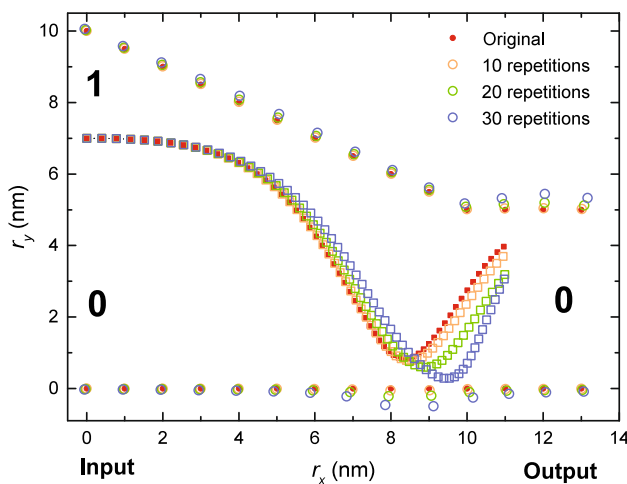 Original
10 repetitions
20 repetitions
30 repetitions
1
0
0
r_y (nm)
10
8
6
4
2
0
0 2 4 6 8 10 12 14
Input r_x (nm) Output